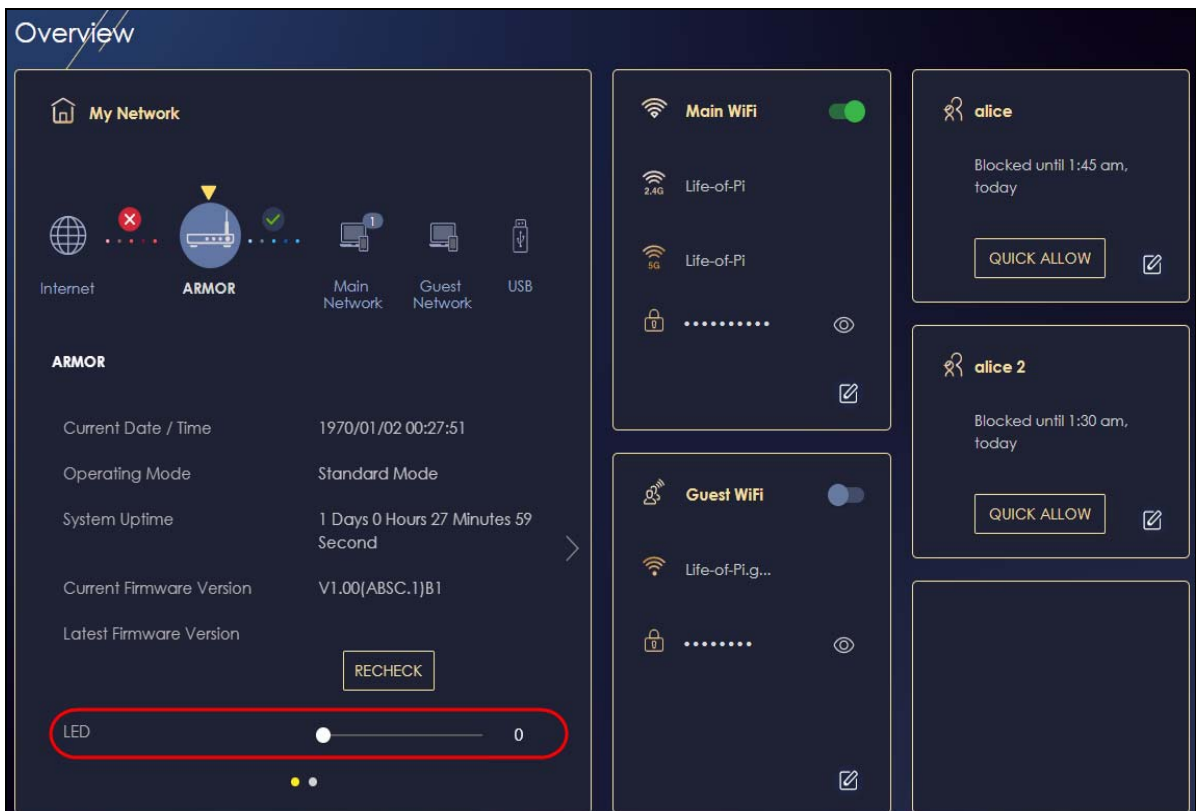 Overview
My Network
Internet
ARMOR
1
Main
Network
Guest
Network
USB
ARMOR
Current Date / Time 1970/01/02 00:27:51
Operating Mode Standard Mode
System Uptime 1 Days 0 Hours 27 Minutes 59
Second
Current Firmware Version V1.00(ABSC.1)B1
Latest Firmware Version
RECHECK
LED 0
Main WiFi
2.4G Life-of-Pi
5G Life-of-Pi
••••••••••
Guest WiFi
Life-of-Pi.g...
••••••••
alice
Blocked until 1:45 am,
today
QUICK ALLOW
alice 2
Blocked until 1:30 am,
today
QUICK ALLOW